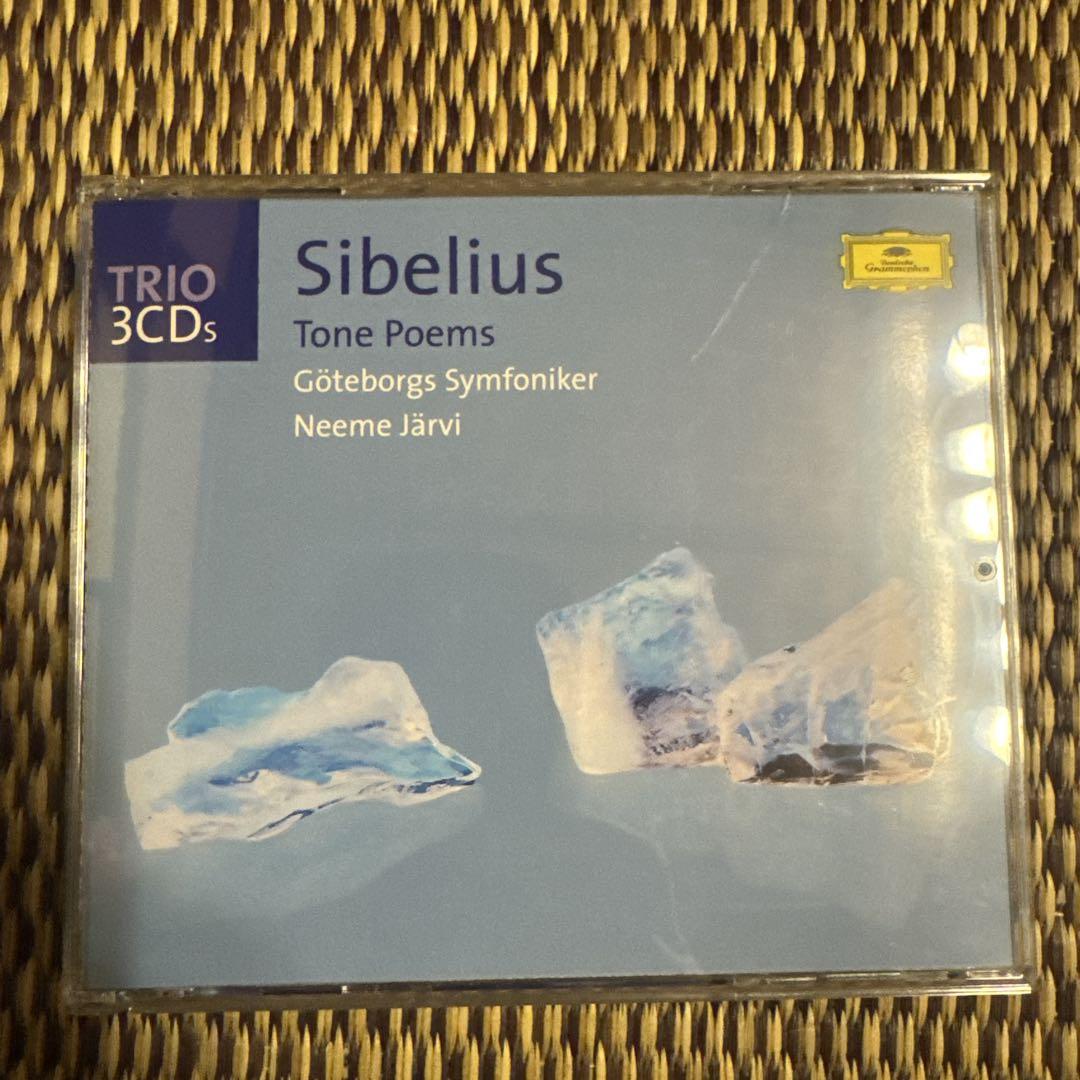 TRIO
3CDs
Sibelius
Tone Poems
Göteborgs Symfoniker
Neeme Järvi
Deutsche
Grammophon